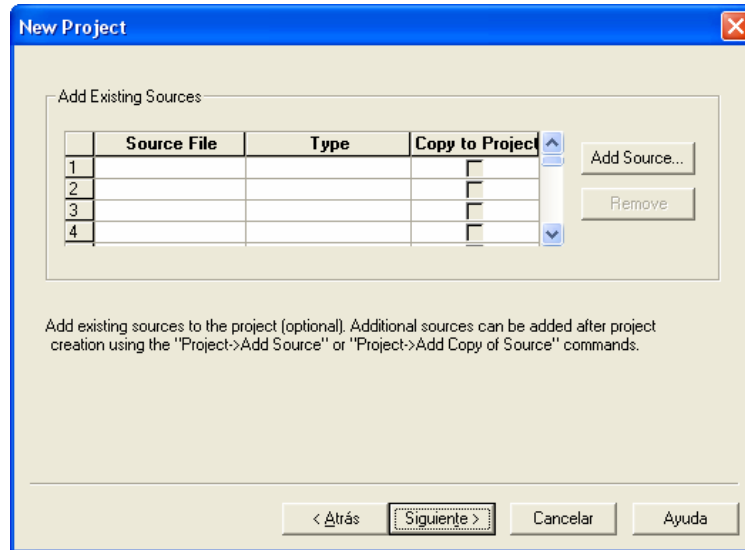 New Project
Add Existing Sources
Source File Type Copy to Project
1
2
3
4
Add Source...
Remove
Add existing sources to the project (optional). Additional sources can be added after project
creation using the "Project->Add Source" or "Project->Add Copy of Source" commands.
< Atrás Siguiente > Cancelar Ayuda